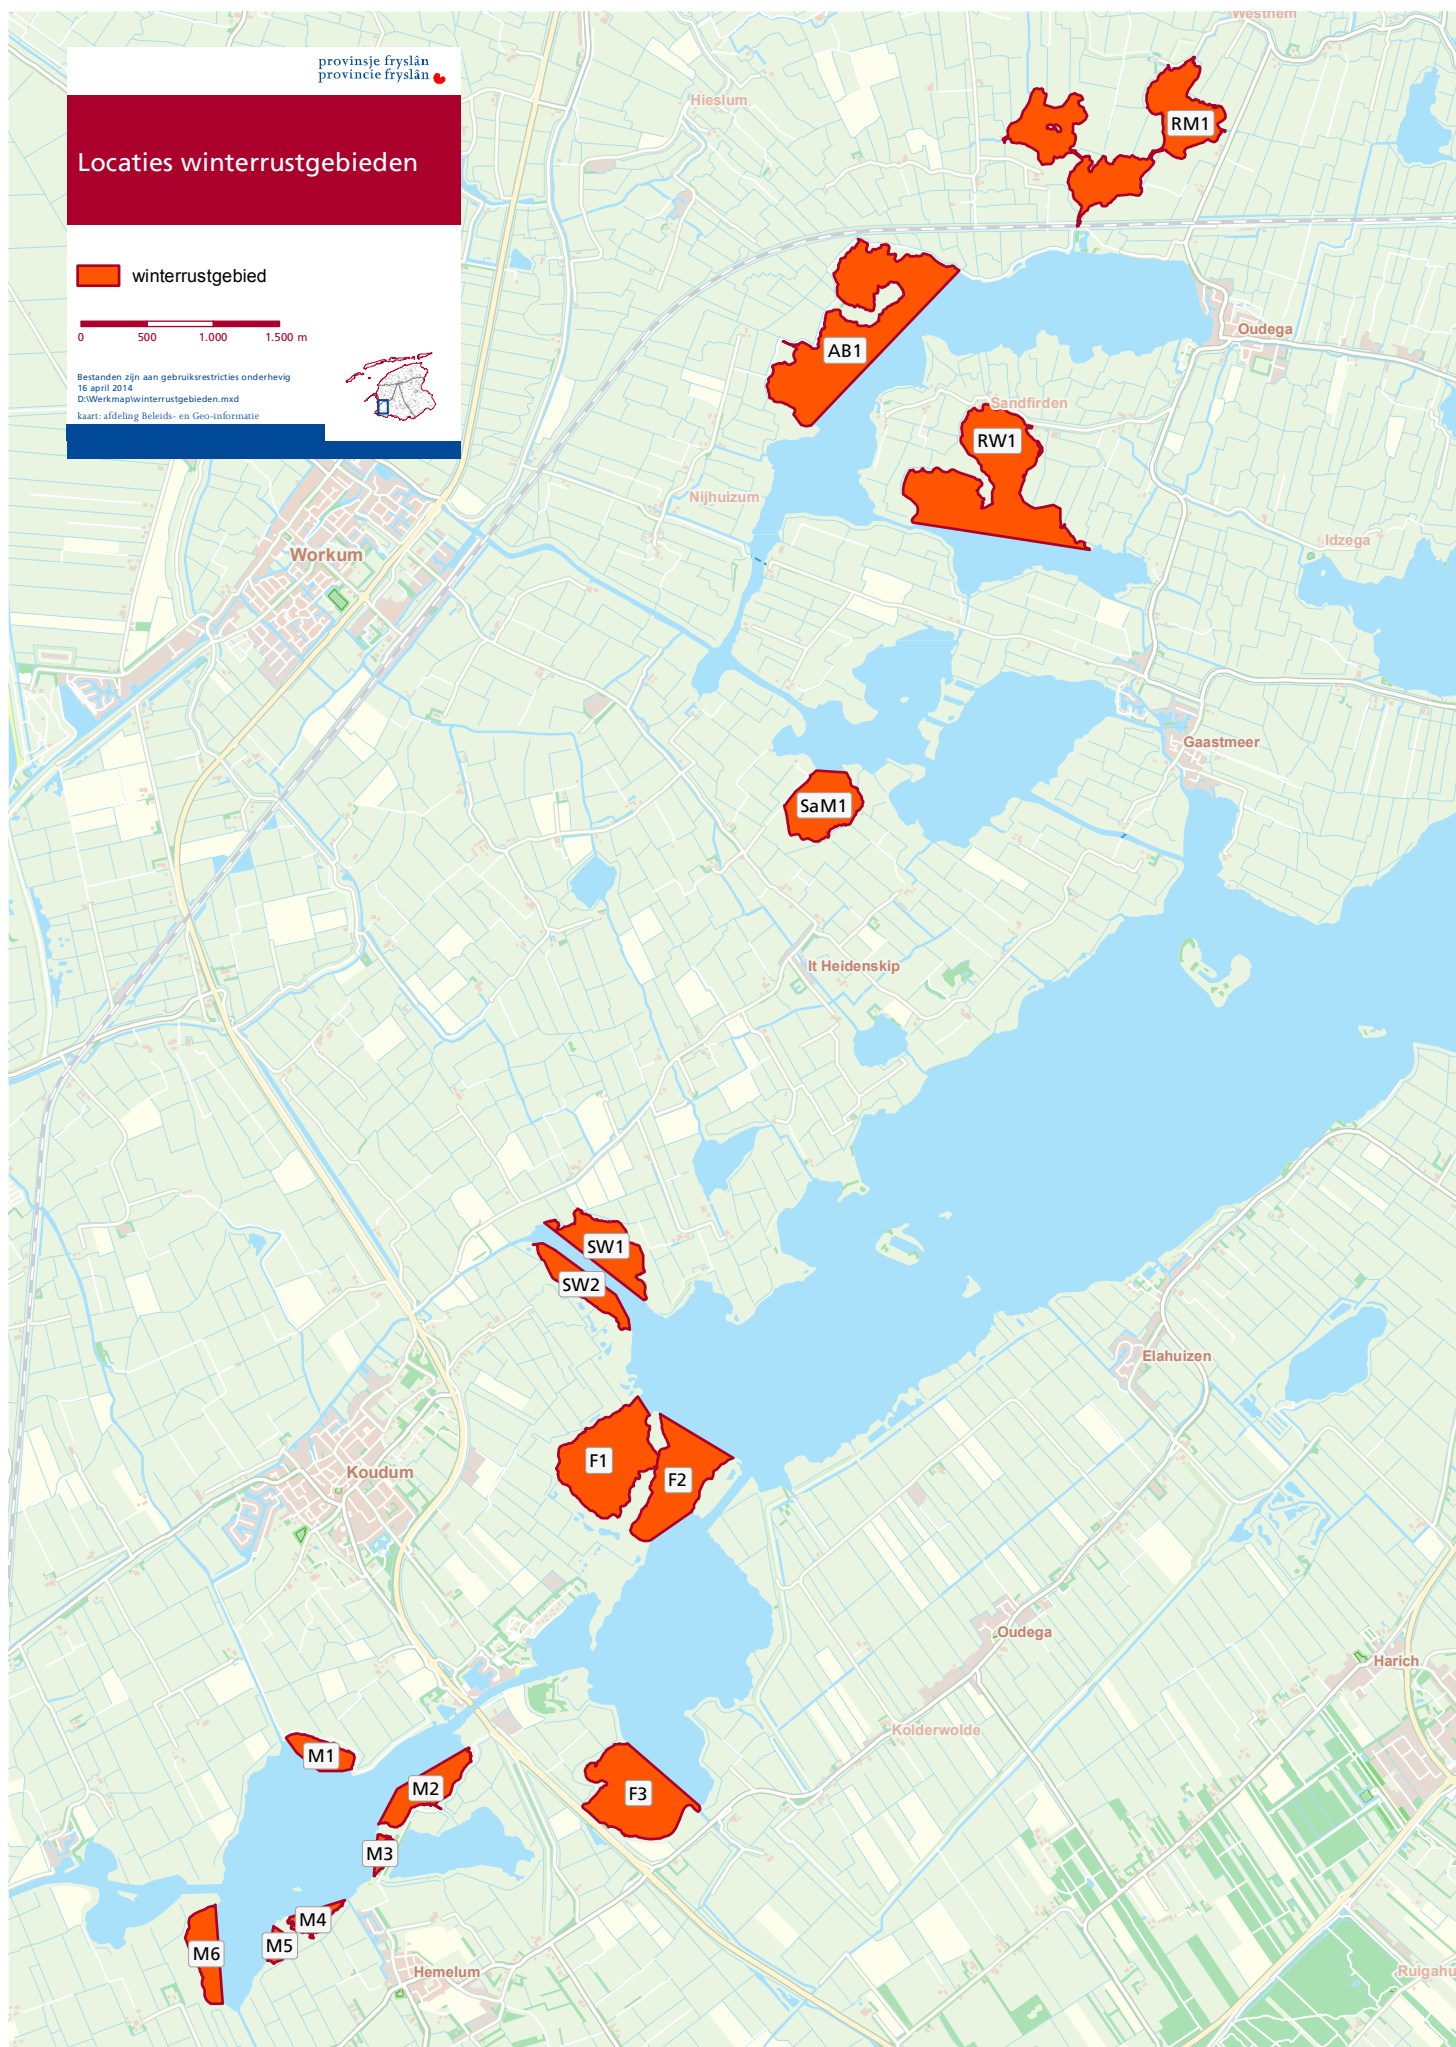 provinsje fryslân
provincie fryslân
Locaties winterrustgebieden
winterrustgebied
0 500 1.000 1.500 m
Bestanden zijn aan gebruiksrestricties onderhevig
16 april 2014
D:\Werkmap\winterrustgebieden.mxd
kaart: afdeling Beleids- en Geo-informatie
Westhem
Hieslum
RM1
Oudega
AB1
Sandfirden
RW1
Nijhuizum
Idzega
Workum
Gaastmeer
SaM1
It Heidenskip
SW1
SW2
Elahuizen
F1
F2
Koudum
Oudega
Harich
Kolderwolde
M1
M2
F3
M3
M4
M5
M6
Hemelum
Ruigahu